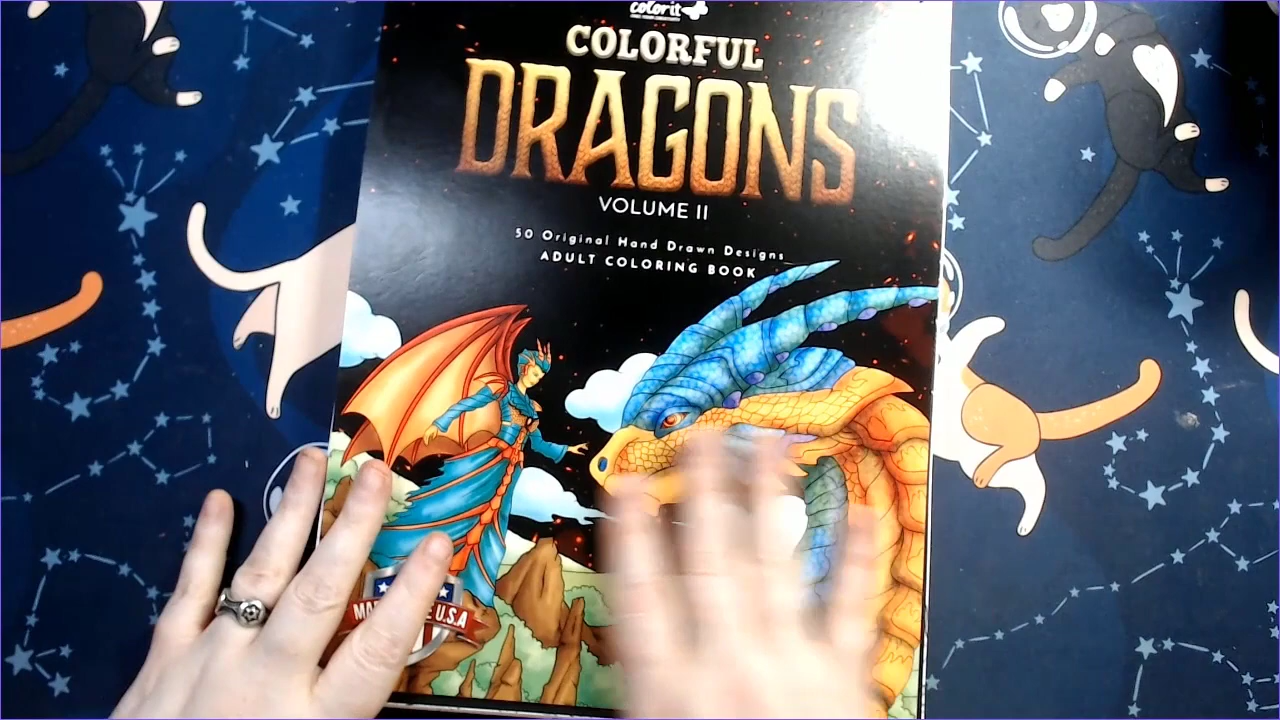 colorit
COLORFUL
DRAGONS
VOLUME II
50 Original Hand Drawn Designs
ADULT COLORING BOOK
U.S.A